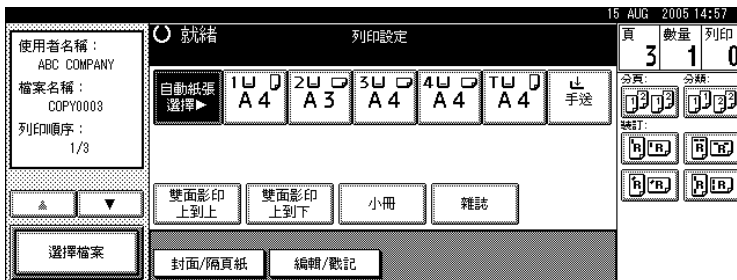 15 AUG 2005 14:57
使用者名稱：
ABC COMPANY
檔案名稱：
COPY0003
列印順序：
1/3
選擇檔案
就緒
列印設定
自動紙張
選擇▶
1 A4
2 A3
3 A4
4 A4
T A4
手送
雙面影印
上到上
雙面影印
上到下
小冊
雜誌
封面/隔頁紙
編輯/戳記
頁 數量 列印
3 1 0
分頁： 分類：
裝訂：